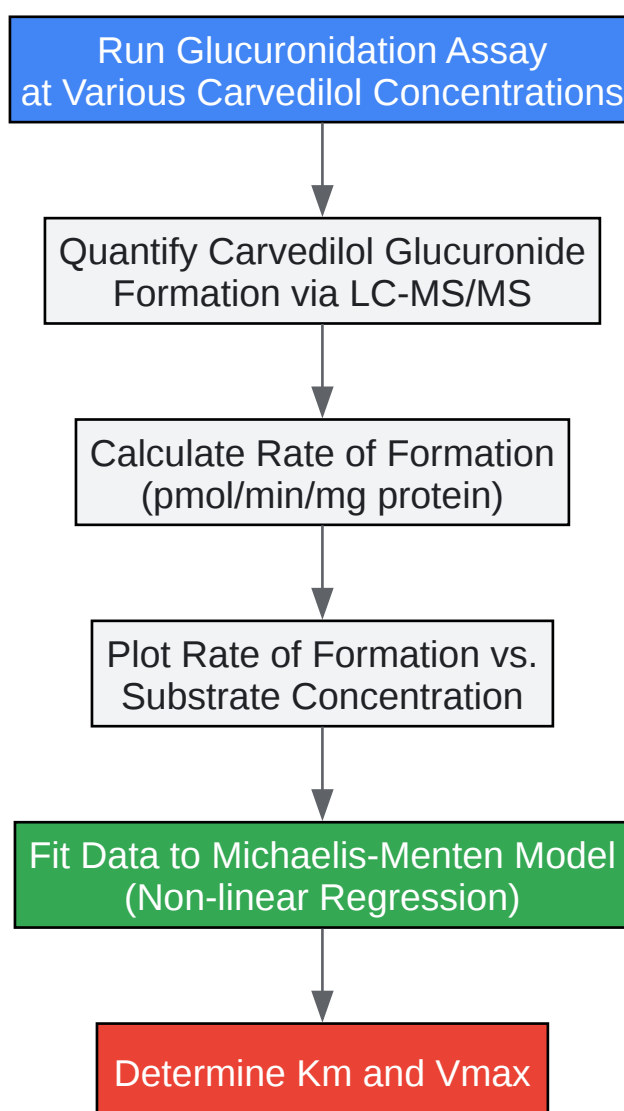 Run Glucuronidation Assay
at Various Carvedilol Concentrations
Quantify Carvedilol Glucuronide
Formation via LC-MS/MS
Calculate Rate of Formation
(pmol/min/mg protein)
Plot Rate of Formation vs.
Substrate Concentration
Fit Data to Michaelis-Menten Model
(Non-linear Regression)
Determine Km and Vmax